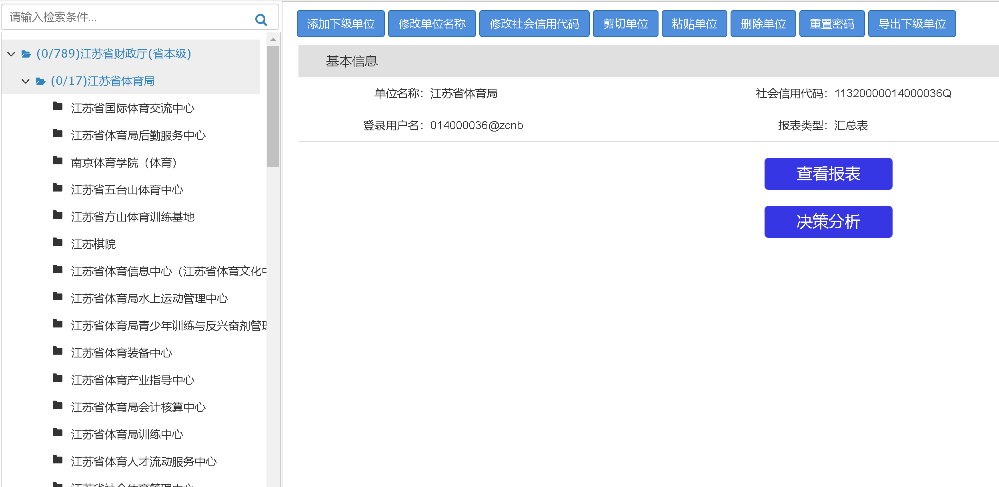 请输入检索条件...
(0/789)江苏省财政厅(省本级)
(0/17)江苏省体育局
江苏省国际体育交流中心
江苏省体育局后勤服务中心
南京体育学院（体育）
江苏省五台山体育中心
江苏省方山体育训练基地
江苏棋院
江苏省体育信息中心（江苏省体育文化中
江苏省体育局水上运动管理中心
江苏省体育局青少年训练与反兴奋剂管理
江苏省体育装备中心
江苏省体育产业指导中心
江苏省体育局会计核算中心
江苏省体育局训练中心
江苏省体育人才流动服务中心
江苏省社会体育管理中心
添加下级单位 修改单位名称 修改社会信用代码 剪切单位 粘贴单位 删除单位 重置密码 导出下级单位
基本信息
单位名称：江苏省体育局 社会信用代码：11320000014000036Q
登录用户名：014000036@zcnb 报表类型：汇总表
查看报表
决策分析